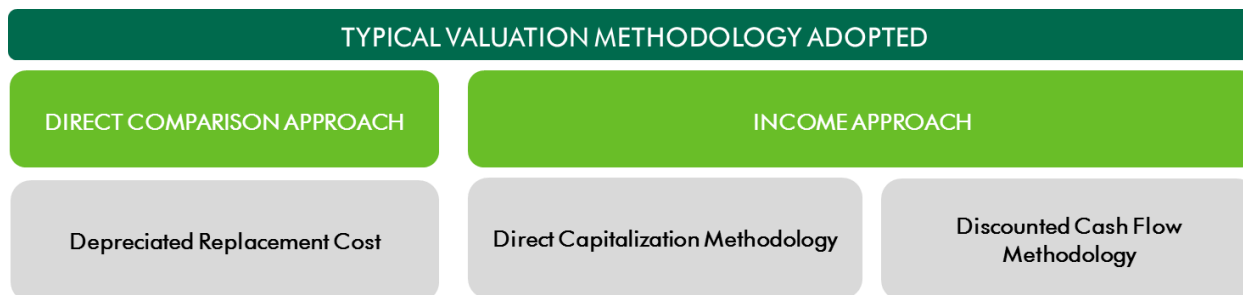 TYPICAL VALUATION METHODOLOGY ADOPTED
DIRECT COMPARISON APPROACH
INCOME APPROACH
Depreciated Replacement Cost
Direct Capitalization Methodology
Discounted Cash Flow
Methodology